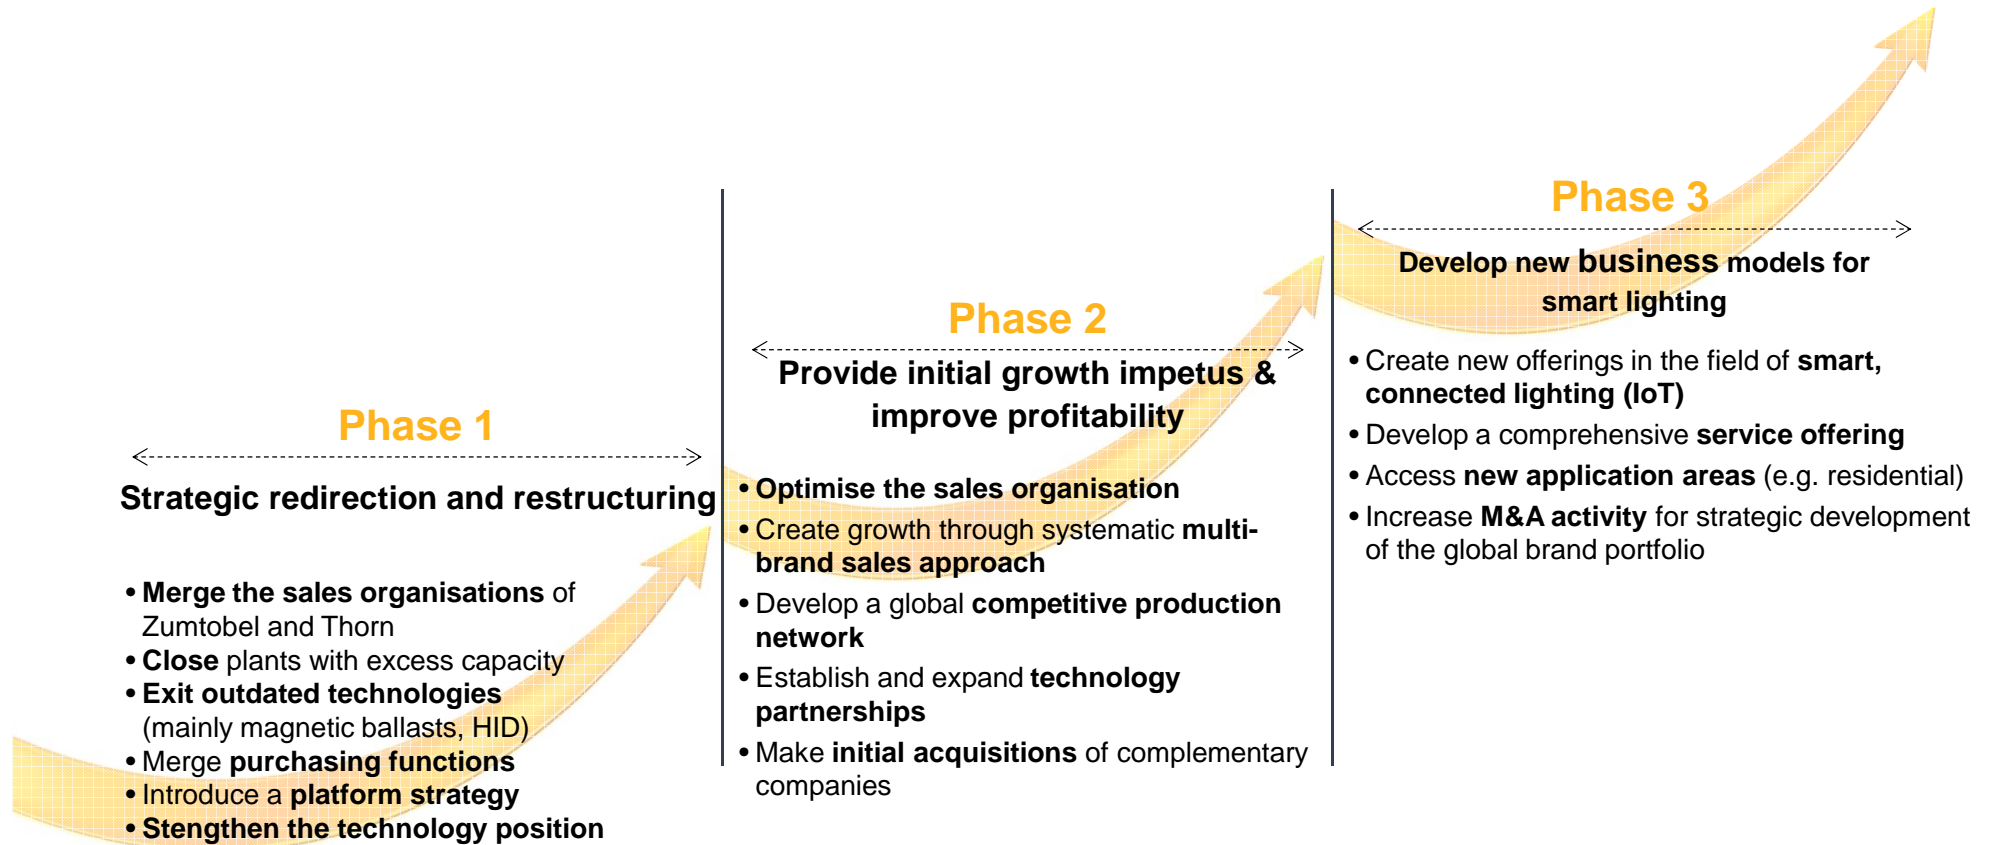 Phase 1
Strategic redirection and restructuring
• Merge the sales organisations of
Zumtobel and Thorn
• Close plants with excess capacity
• Exit outdated technologies
(mainly magnetic ballasts, HID)
• Merge purchasing functions
• Introduce a platform strategy
• Stengthen the technology position
Phase 2
Provide initial growth impetus &
improve profitability
• Optimise the sales organisation
• Create growth through systematic multi-
brand sales approach
• Develop a global competitive production
network
• Establish and expand technology
partnerships
• Make initial acquisitions of complementary
companies
Phase 3
Develop new business models for
smart lighting
• Create new offerings in the field of smart,
connected lighting (IoT)
• Develop a comprehensive service offering
• Access new application areas (e.g. residential)
• Increase M&A activity for strategic development
of the global brand portfolio